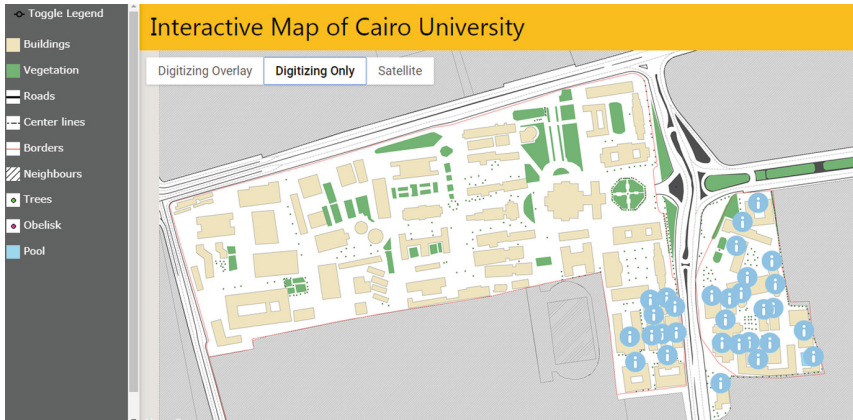 Toggle Legend
Interactive Map of Cairo University
Buildings
Vegetation
Roads
Center lines
Borders
Neighbours
Trees
Obelisk
Pool
Digitizing Overlay
Digitizing Only
Satellite